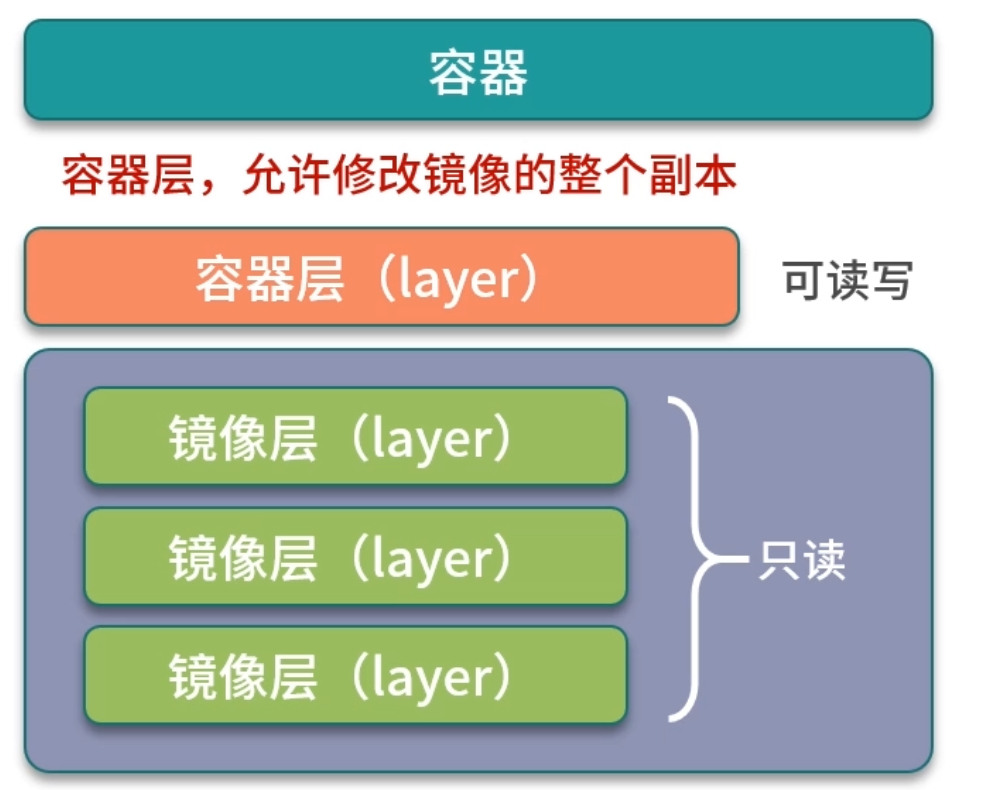 容器
容器层，允许修改镜像的整个副本
容器层（layer）
可读写
镜像层（layer）
镜像层（layer）
只读
镜像层（layer）